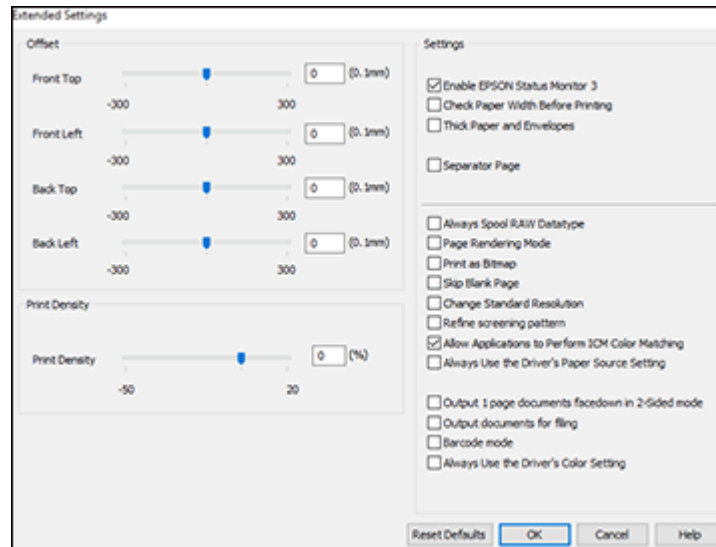 Extended Settings
Offset
Front Top 0 (0.1mm)
-300 300
Front Left 0 (0.1mm)
-300 300
Back Top 0 (0.1mm)
-300 300
Back Left 0 (0.1mm)
-300 300
Print Density
Print Density 0 (%)
-50 20
Settings
Enable EPSON Status Monitor 3
Check Paper Width Before Printing
Thick Paper and Envelopes
Separator Page
Always Spool RAW Datatype
Page Rendering Mode
Print as Bitmap
Skip Blank Page
Change Standard Resolution
Refine screening pattern
Allow Applications to Perform ICM Color Matching
Always Use the Driver's Paper Source Setting
Output 1 page documents facedown in 2-Sided mode
Output documents for filing
Barcode mode
Always Use the Driver's Color Setting
Reset Defaults OK Cancel Help